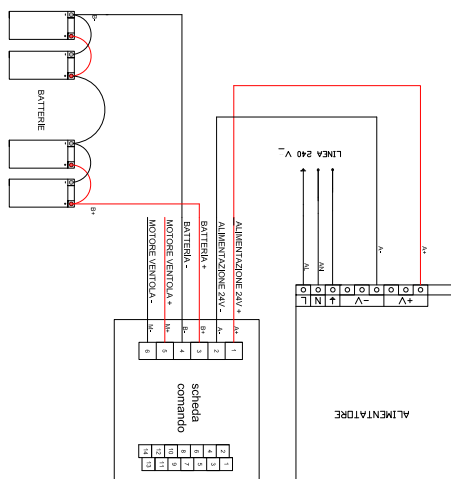 B-
BATTERIE
B+
LINEA 240 V
AL
AN
A-
A+
MOTORE VENTOLA -
MOTORE VENTOLA +
BATTERIA -
BATTERIA +
ALIMENTAZIONE 24V -
ALIMENTAZIONE 24V +
M- M+ B- B+ A- A+
6 5 4 3 2 1
L N -V +V
scheda
comando
ALIMENTATORE
14 12 10 8 6 4 2
13 11 9 7 5 3 1